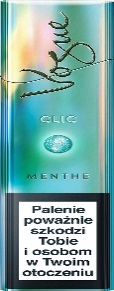 Vogue
CLIC
MENTHE
Palenie
poważnie
szkodzi
Tobie
i osobom
w Twoim
otoczeniu